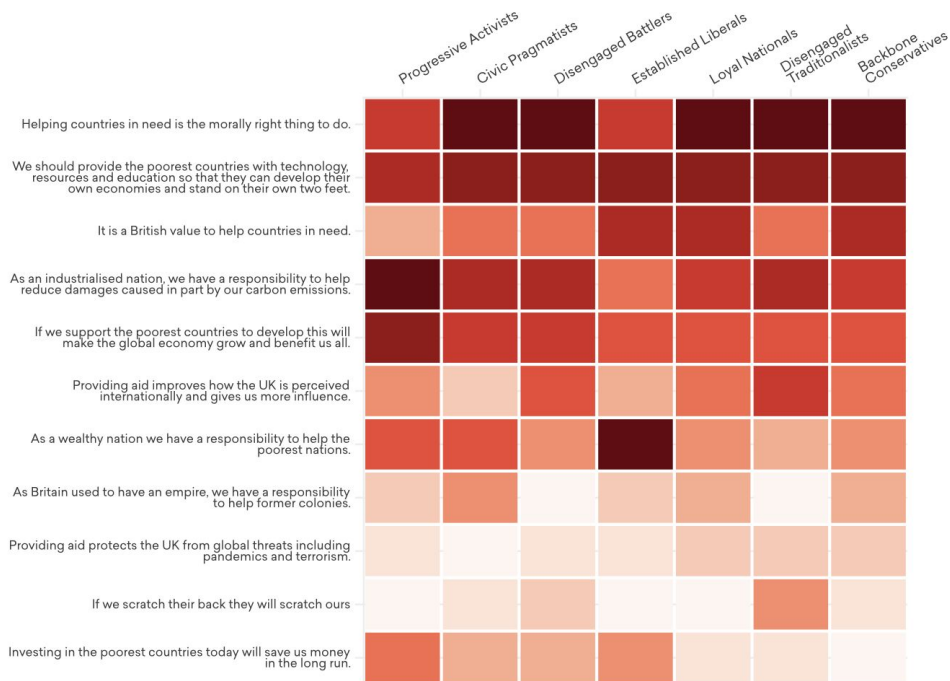 Progressive Activists
Civic Pragmatists
Disengaged Battlers
Established Liberals
Loyal Nationals
Disengaged
Traditionalists
Backbone
Conservatives
Helping countries in need is the morally right thing to do.
We should provide the poorest countries with technology,
resources and education so that they can develop their
own economies and stand on their own two feet.
It is a British value to help countries in need.
As an industrialised nation, we have a responsibility to help
reduce damages caused in part by our carbon emissions.
If we support the poorest countries to develop this will
make the global economy grow and benefit us all.
Providing aid improves how the UK is perceived
internationally and gives us more influence.
As a wealthy nation we have a responsibility to help the
poorest nations.
As Britain used to have an empire, we have a responsibility
to help former colonies.
Providing aid protects the UK from global threats including
pandemics and terrorism.
If we scratch their back they will scratch ours
Investing in the poorest countries today will save us money
in the long run.